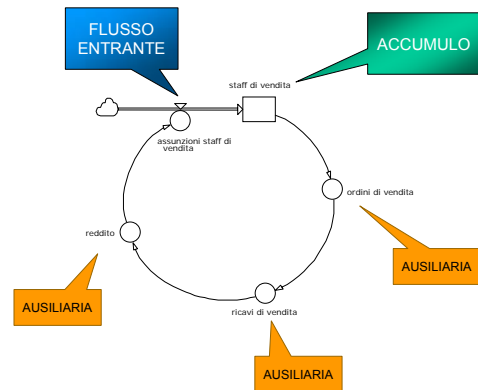 FLUSSO
ENTRANTE
ACCUMULO
staff di vendita
assunzioni staff di
vendita
ordini di vendita
reddito
AUSILIARIA
AUSILIARIA
ricavi di vendita
AUSILIARIA